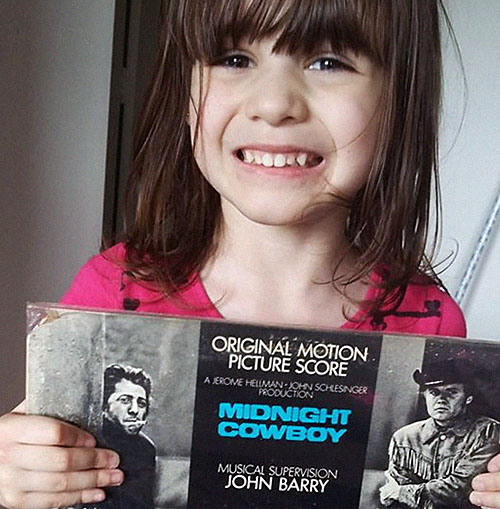 ORIGINAL MOTION
PICTURE SCORE
A JEROME HELLMAN · JOHN SCHLESINGER
PRODUCTION
MIDNIGHT
COWBOY
MUSICAL SUPERVISION
JOHN BARRY